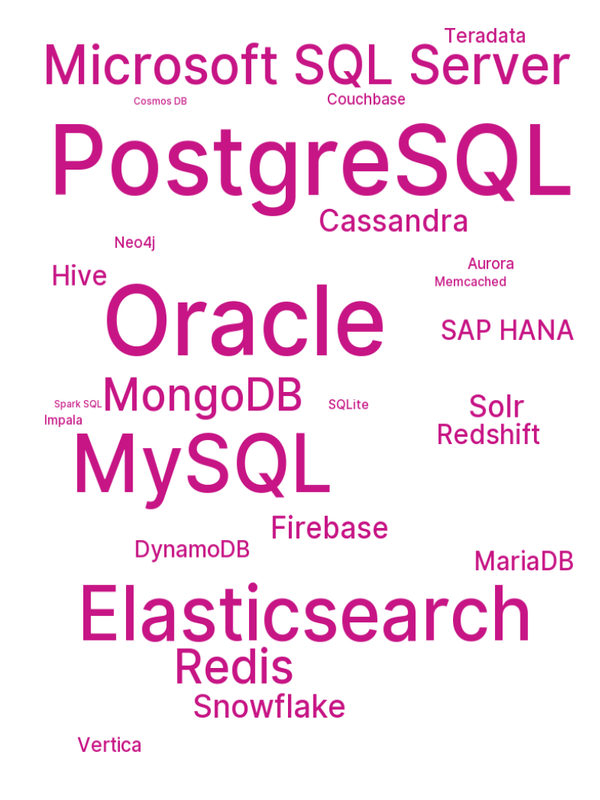 Teradata
Microsoft SQL Server
Cosmos DB
Couchbase
PostgreSQL
Cassandra
Neo4j
Aurora
Hive
Memcached
Oracle
SAP HANA
MongoDB
Spark SQL
SQLite
Solr
Impala
Redshift
MySQL
Firebase
DynamoDB
MariaDB
Elasticsearch
Redis
Snowflake
Vertica